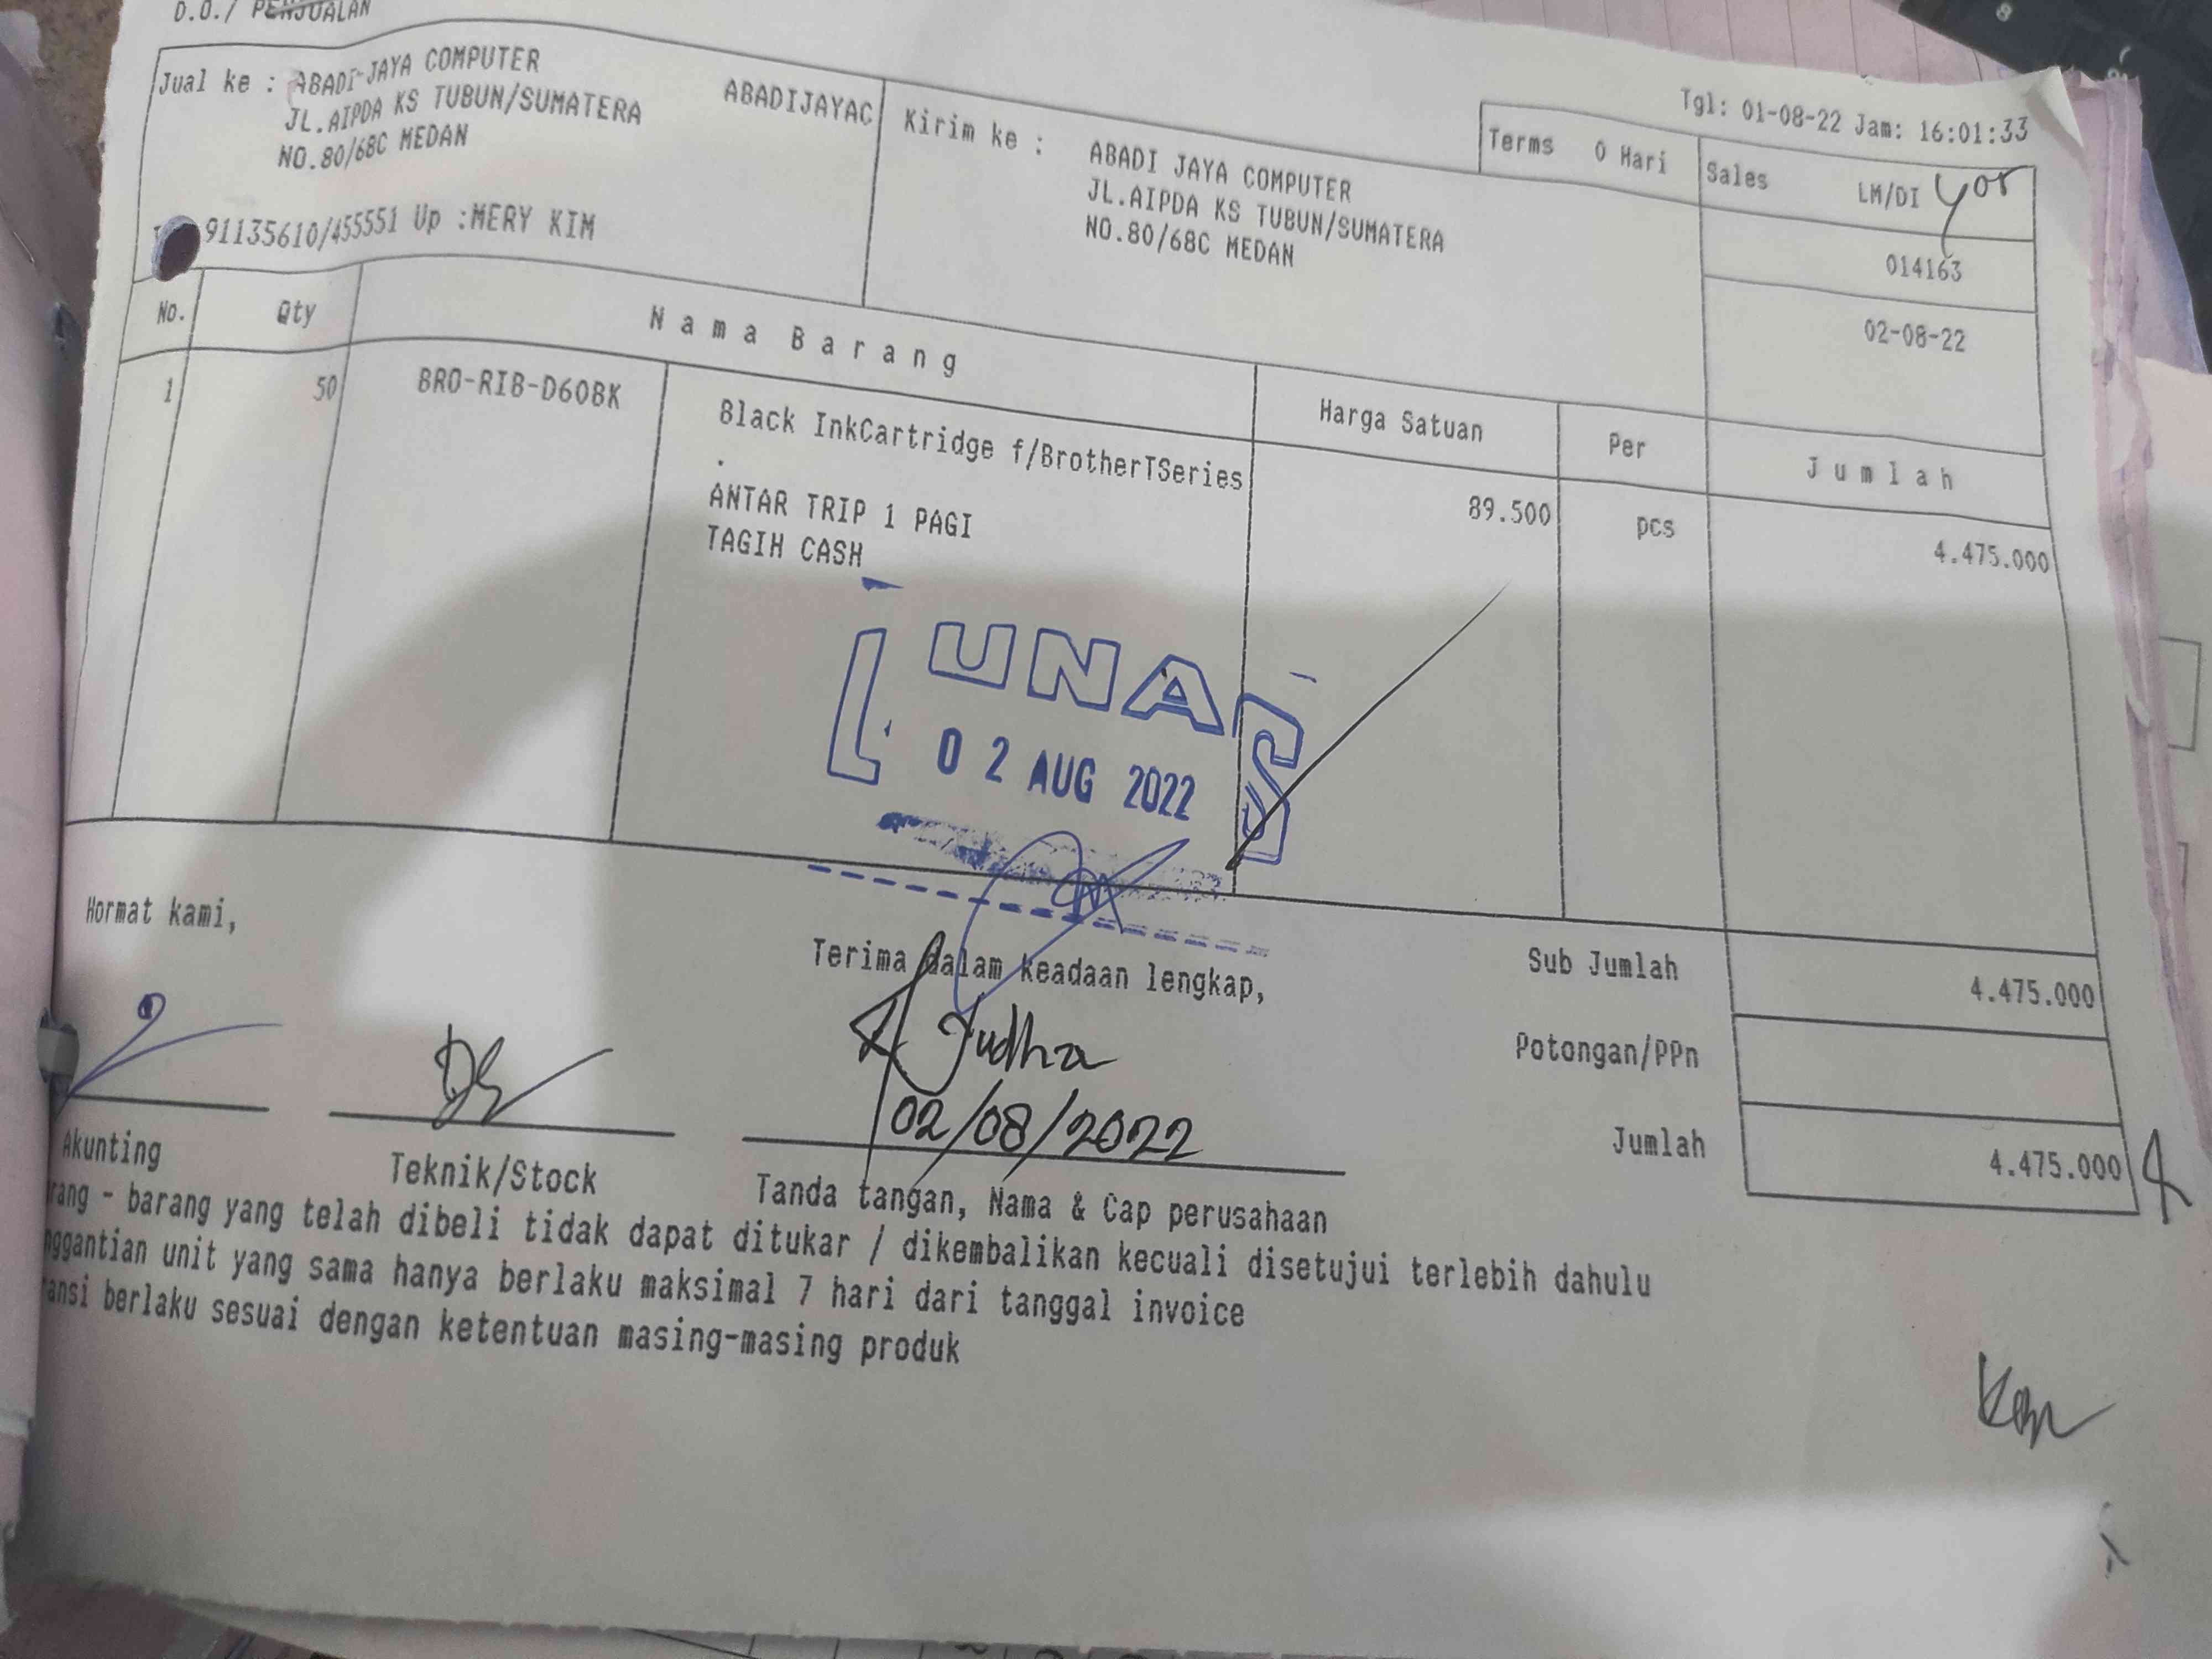 D.O./ PENJUALAN
Tgl: 01-08-22 Jam: 16:01:33
Jual ke : ABADI JAYA COMPUTER ABADIJAYAC
JL.AIPDA KS TUBUN/SUMATERA
NO.80/68C MEDAN
91135610/455551 Up :MERY KIM
Kirim ke : ABADI JAYA COMPUTER
JL.AIPDA KS TUBUN/SUMATERA
NO.80/68C MEDAN
Terms 0 Hari
Sales LM/DI
014163
02-08-22
No. Qty Nama Barang Harga Satuan Per Jumlah
1 50 BRO-RIB-D60BK Black InkCartridge f/BrotherTSeries 89.500 pcs 4.475.000
.
ANTAR TRIP 1 PAGI
TAGIH CASH
LUNAS
02 AUG 2022
Hormat kami,
Terima dalam keadaan lengkap,
Judha
02/08/2022
Sub Jumlah 4.475.000
Potongan/PPn
Jumlah 4.475.000
Akunting
Teknik/Stock
Tanda tangan, Nama & Cap perusahaan
rang - barang yang telah dibeli tidak dapat ditukar / dikembalikan kecuali disetujui terlebih dahulu
nggantian unit yang sama hanya berlaku maksimal 7 hari dari tanggal invoice
ansi berlaku sesuai dengan ketentuan masing-masing produk